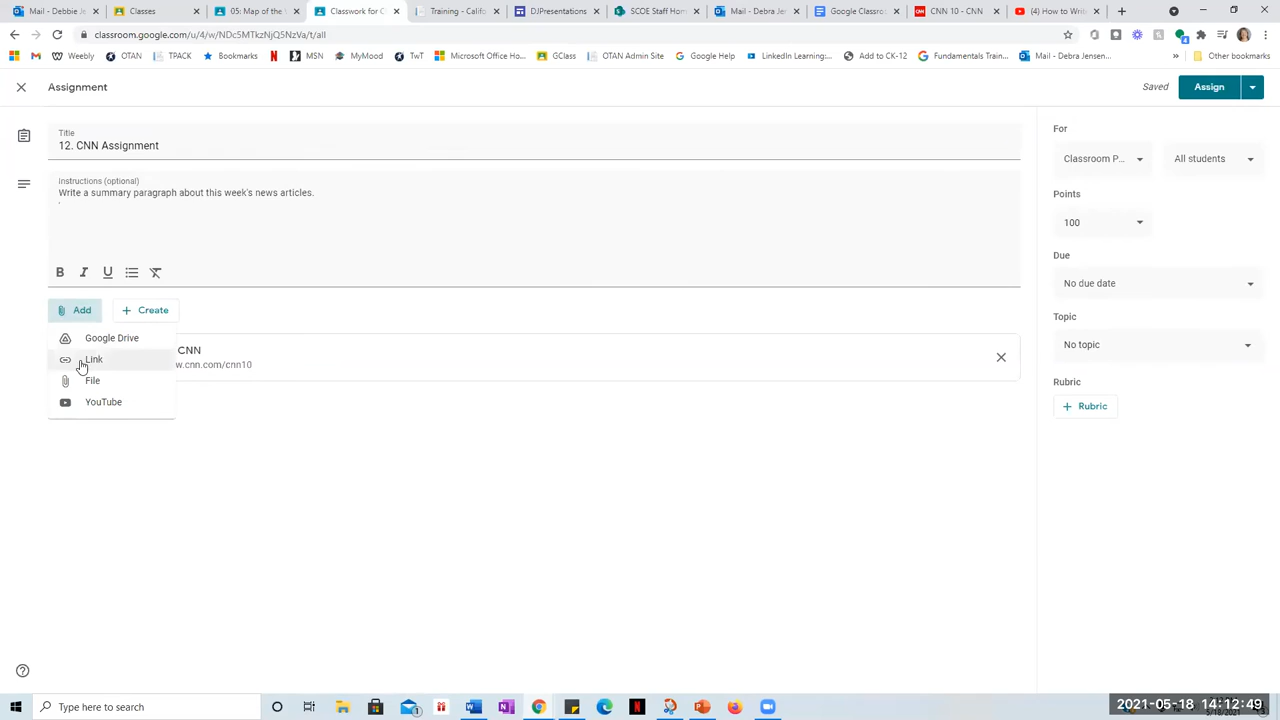 Mail - Debbie Je
Classes
05: Map of the
Classwork for C
Training - Califo
DJPresentations
SCOE Staff Hom
Mail - Debra Jen
Google Classroo
CNN 10 - CNN
(4) How to Write
classroom.google.com/u/4/w/NDc5MTkzNjQ5NzVa/t/all
Weebly
OTAN
TPACK
Bookmarks
MSN
MyMood
TwT
Microsoft Office Ho...
GClass
OTAN Admin Site
Google Help
LinkedIn Learning:...
Add to CK-12
Fundamentals Train...
Mail - Debra Jensen...
»
Other bookmarks
Assignment
Saved
Assign
Title
12. CNN Assignment
Instructions (optional)
Write a summary paragraph about this week's news articles.
B I U
Add
+ Create
Google Drive
Link
File
YouTube
CNN
w.cnn.com/cnn10
For
Classroom P...
All students
Points
100
Due
No due date
Topic
No topic
Rubric
+ Rubric
Type here to search
2021-05-18 14:12:49